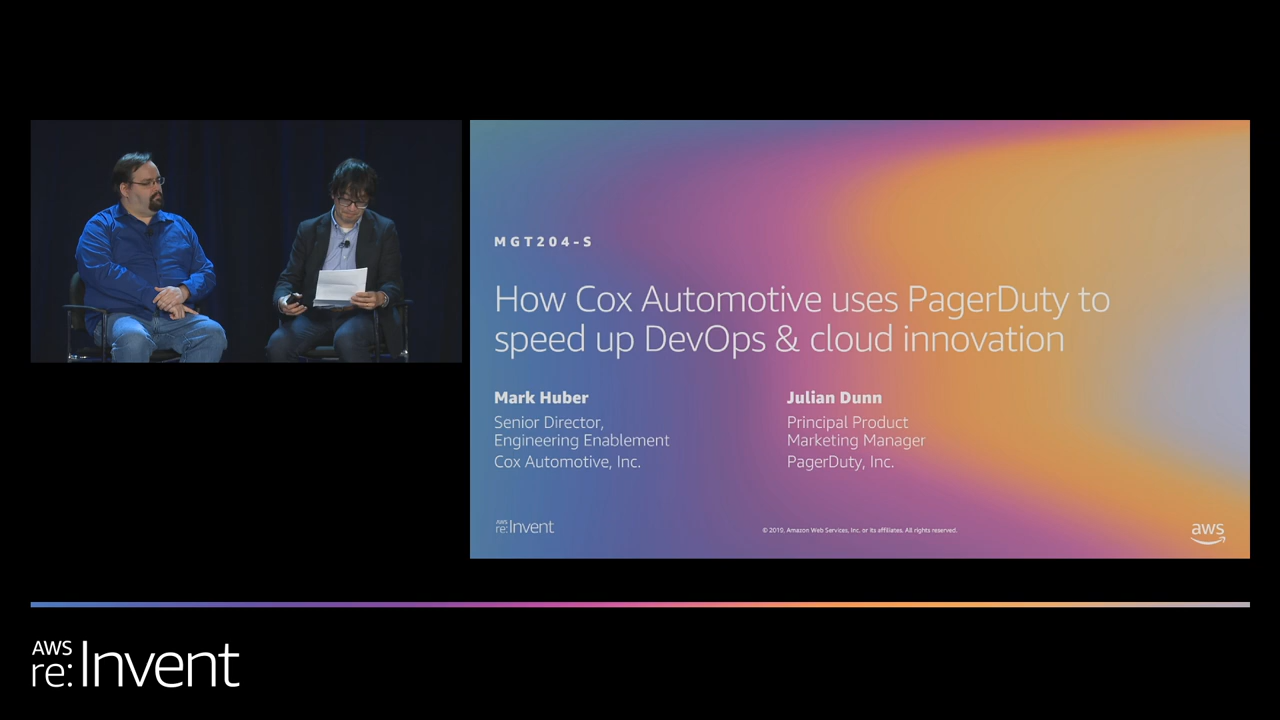 MGT204-S
How Cox Automotive uses PagerDuty to
speed up DevOps & cloud innovation
Mark Huber
Senior Director,
Engineering Enablement
Cox Automotive, Inc.
Julian Dunn
Principal Product
Marketing Manager
PagerDuty, Inc.
AWS
re:Invent
© 2019, Amazon Web Services, Inc. or its affiliates. All rights reserved.
aws
AWS
re:Invent